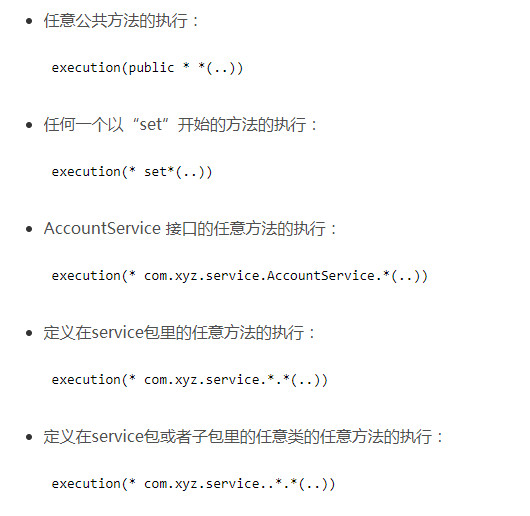 任意公共方法的执行：
execution(public * *(..))
任何一个以“set”开始的方法的执行：
execution(* set*(..))
AccountService 接口的任意方法的执行：
execution(* com.xyz.service.AccountService.*(..))
定义在service包里的任意方法的执行：
execution(* com.xyz.service.*.*(..))
定义在service包或者子包里的任意类的任意方法的执行：
execution(* com.xyz.service..*.*(..))